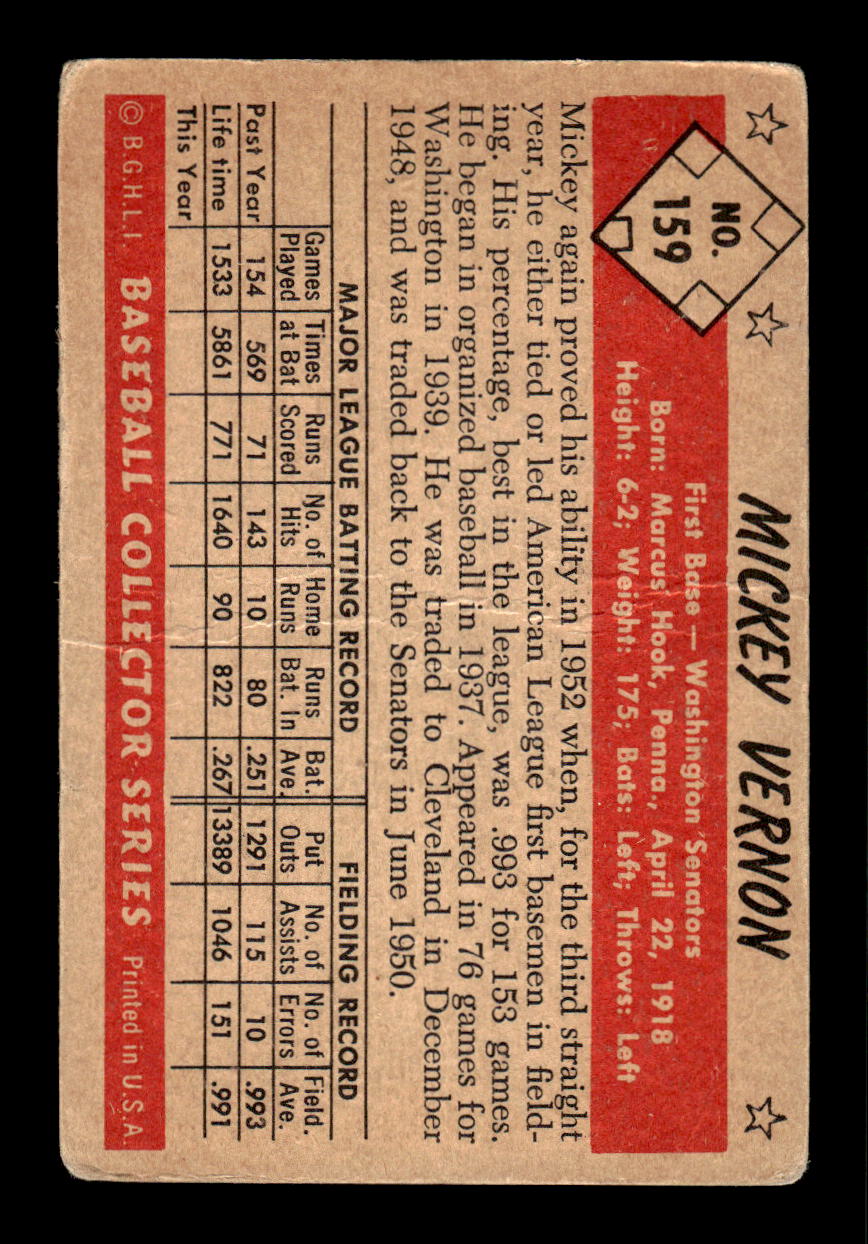 MICKEY VERNON
NO.
159
First Base — Washington Senators
Born: Marcus Hook, Penna., April 22, 1918
Height: 6-2; Weight: 175; Bats: Left; Throws: Left
Mickey again proved his ability in 1952 when, for the third straight
year, he either tied or led American League first basemen in field-
ing. His percentage, best in the league, was .993 for 153 games.
He began in organized baseball in 1937. Appeared in 76 games for
Washington in 1939. He was traded to Cleveland in December
1948, and was traded back to the Senators in June 1950.
MAJOR LEAGUE BATTING RECORD FIELDING RECORD
Games Times Runs No. of Home Runs Bat. Put No. of No. of Field.
Played at Bat Scored Hits Runs Bat. In Ave. Outs Assists Errors Ave.
Past Year 154 569 71 143 10 80 .251 1291 115 10 .993
Life time 1533 5861 771 1640 90 822 .267 13389 1046 151 .991
This Year
© B.G.H.L.I. BASEBALL COLLECTOR SERIES Printed in U.S.A.